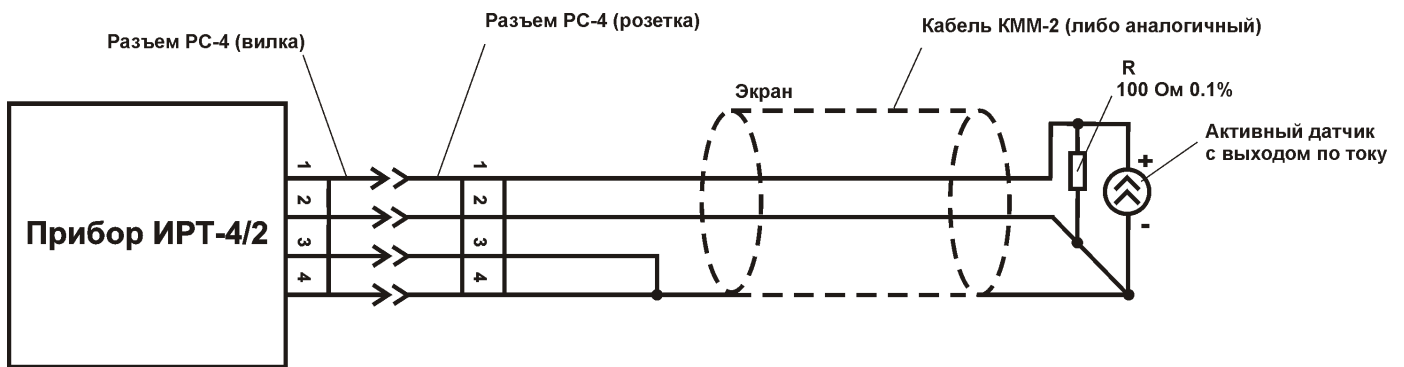 Разъем РС-4 (вилка)
Разъем РС-4 (розетка)
Кабель КММ-2 (либо аналогичный)
Экран
R
100 Ом 0.1%
Активный датчик
с выходом по току
+
-
Прибор ИРТ-4/2
1
2
3
4
1
2
3
4